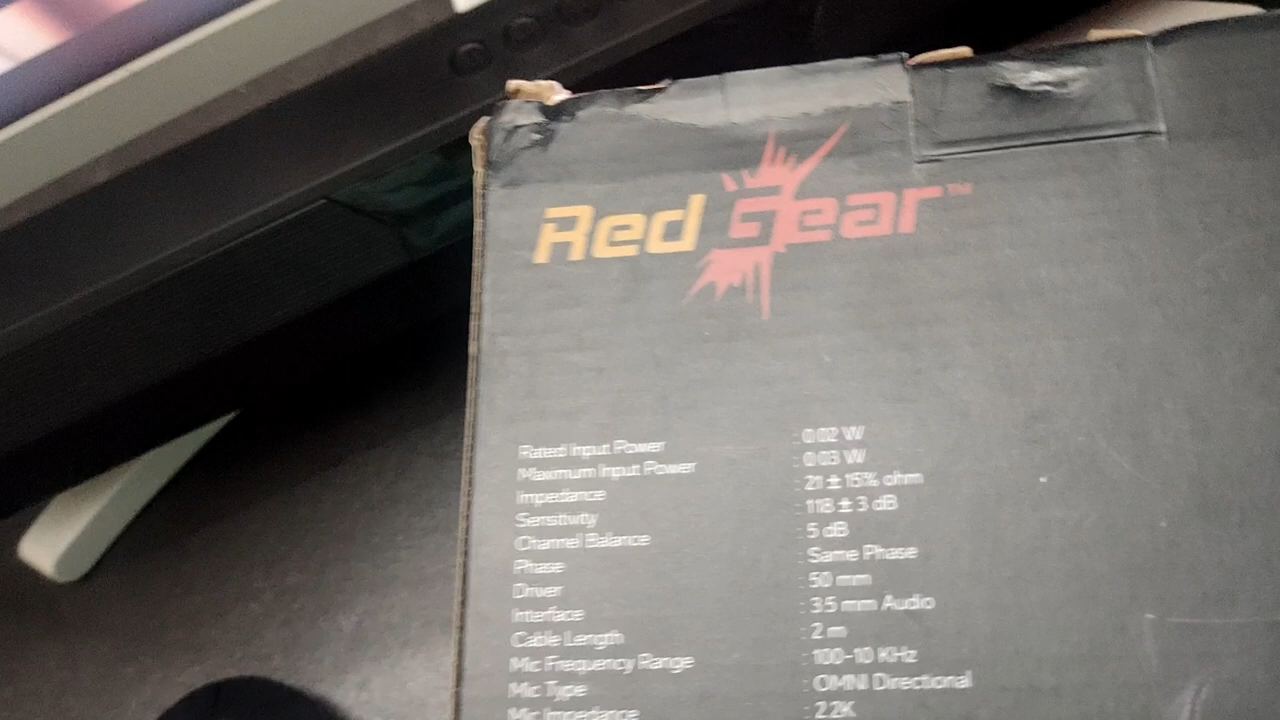 Red Gear™
Rated Input Power : 0.02 W
Maximum Input Power : 0.03 W
Impedance : 21 ± 15% ohm
Sensitivity : 118 ± 3 dB
Channel Balance : 5 dB
Phase : Same Phase
Driver : 50 mm
Interface : 3.5 mm Audio
Cable Length : 2 m
Mic Frequency Range : 100-10 KHz
Mic Type : OMNI Directional
Mic Impedance : 2.2K